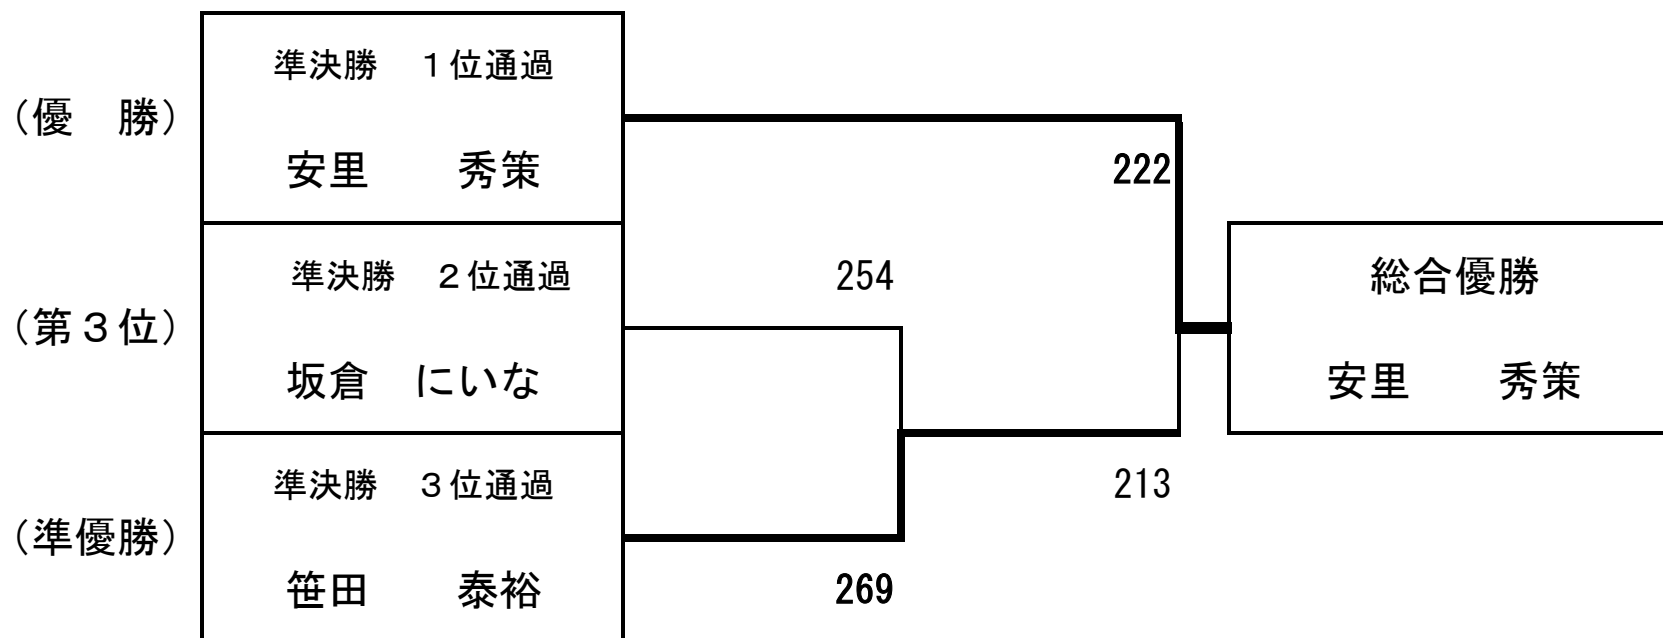 準決勝　１位通過
（優　勝）
安里　　秀策
222
準決勝　２位通過
254
総合優勝
（第３位）
坂倉　にいな
安里　　秀策
準決勝　３位通過
213
（準優勝）
笹田　　泰裕
269